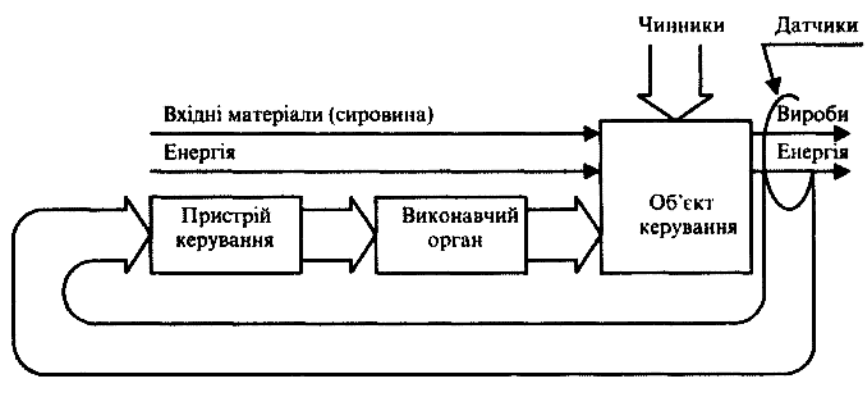 Чинники
Датчики
Вхідні матеріали (сировина)
Вироби
Енергія
Енергія
Пристрій
керування
Виконавчий
орган
Об'єкт
керування